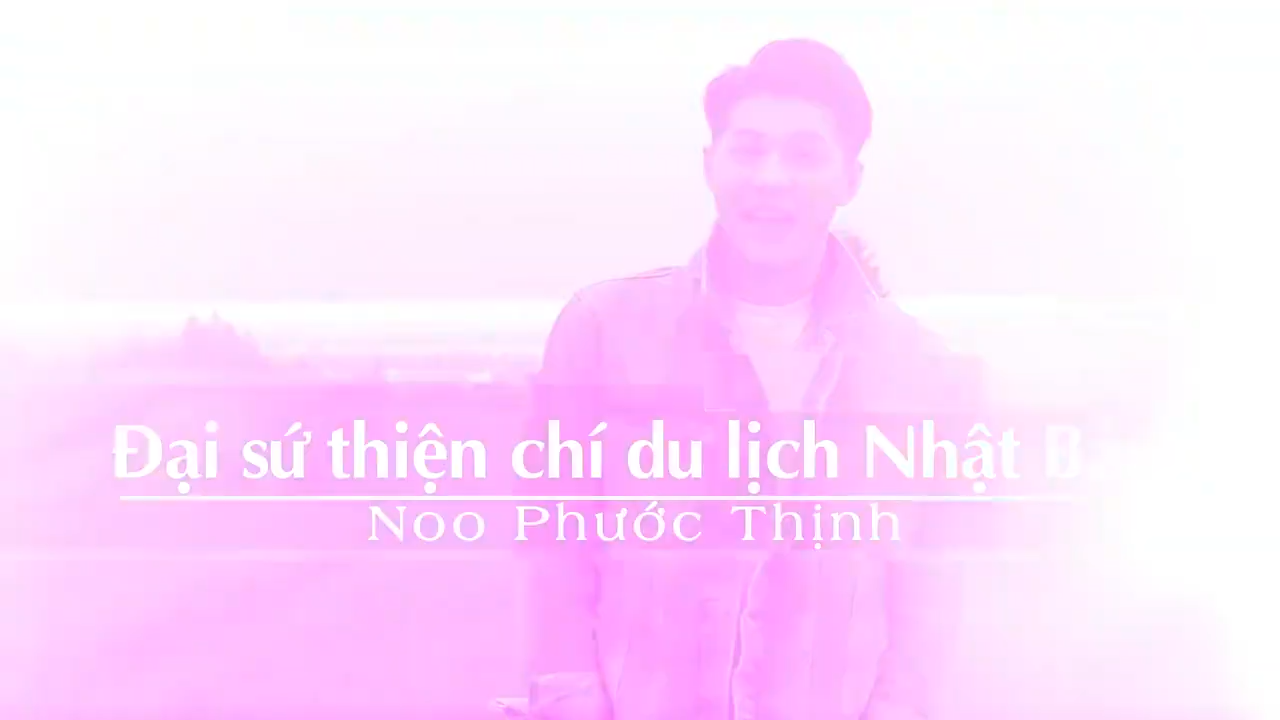 Đại sứ thiện chí du lịch Nhật
Noo Phước Thịnh